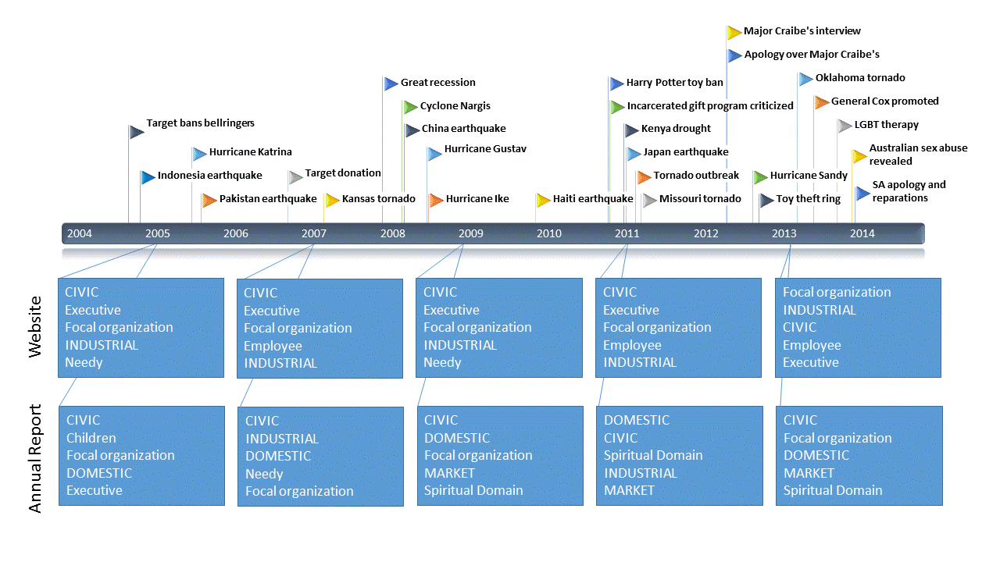 Major Craibe's interview
Apology over Major Craibe's
Great recession
Harry Potter toy ban
Oklahoma tornado
Cyclone Nargis
Incarcerated gift program criticized
General Cox promoted
Target bans bellringers
China earthquake
Kenya drought
LGBT therapy
Hurricane Katrina
Hurricane Gustav
Japan earthquake
Australian sex abuse
revealed
Indonesia earthquake
Target donation
Tornado outbreak
Hurricane Sandy
SA apology and
reparations
Pakistan earthquake
Kansas tornado
Hurricane Ike
Haiti earthquake
Missouri tornado
Toy theft ring
2004 2005 2006 2007 2008 2009 2010 2011 2012 2013 2014
Website
CIVIC
Executive
Focal organization
INDUSTRIAL
Needy
CIVIC
Executive
Focal organization
Employee
INDUSTRIAL
CIVIC
Executive
Focal organization
INDUSTRIAL
Needy
CIVIC
Executive
Focal organization
Employee
INDUSTRIAL
Focal organization
INDUSTRIAL
CIVIC
Employee
Executive
Annual Report
CIVIC
Children
Focal organization
DOMESTIC
Executive
CIVIC
INDUSTRIAL
DOMESTIC
Needy
Focal organization
CIVIC
DOMESTIC
Focal organization
MARKET
Spiritual Domain
DOMESTIC
CIVIC
Spiritual Domain
INDUSTRIAL
MARKET
CIVIC
Focal organization
DOMESTIC
MARKET
Spiritual Domain